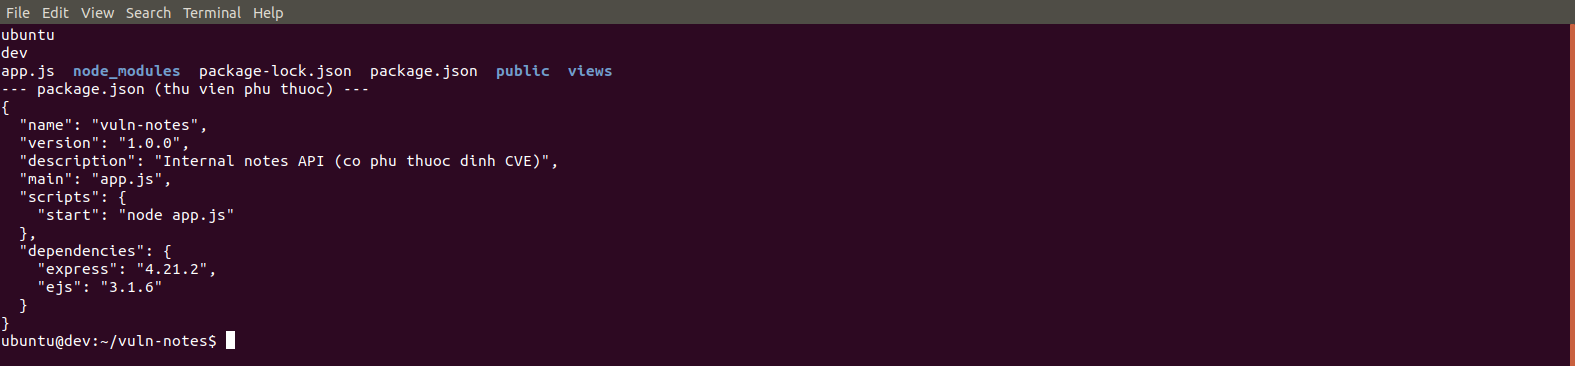 File Edit View Search Terminal Help
ubuntu
dev
app.js  node_modules  package-lock.json  package.json  public  views
--- package.json (thu vien phu thuoc) ---
{
  "name": "vuln-notes",
  "version": "1.0.0",
  "description": "Internal notes API (co phu thuoc dinh CVE)",
  "main": "app.js",
  "scripts": {
    "start": "node app.js"
  },
  "dependencies": {
    "express": "4.21.2",
    "ejs": "3.1.6"
  }
}
ubuntu@dev:~/vuln-notes$